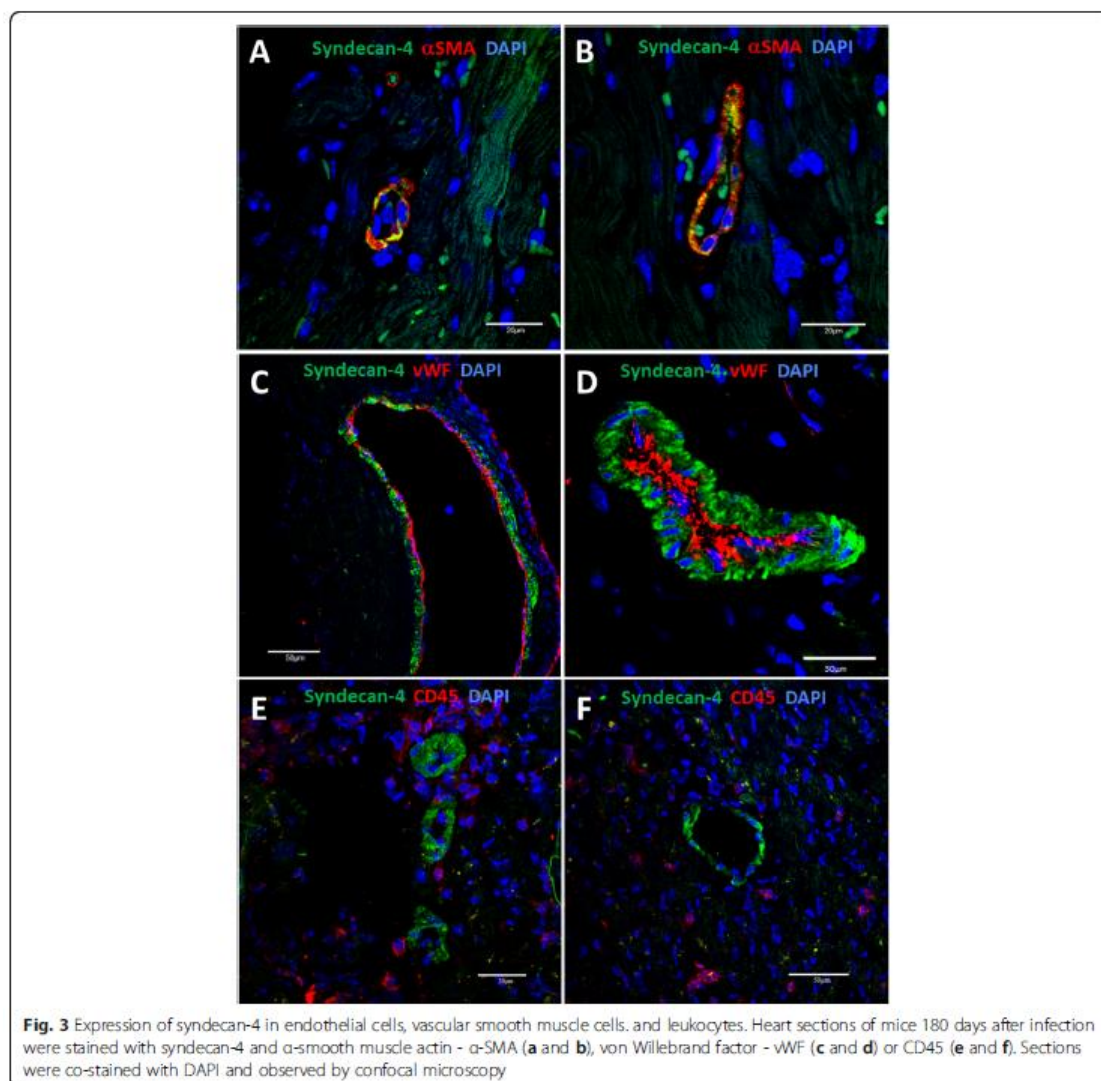 A Syndecan-4 αSMA DAPI
20µm
B Syndecan-4 αSMA DAPI
20µm
C Syndecan-4 vWF DAPI
50µm
D Syndecan-4 vWF DAPI
30µm
E Syndecan-4 CD45 DAPI
F Syndecan-4 CD45 DAPI
Fig. 3 Expression of syndecan-4 in endothelial cells, vascular smooth muscle cells. and leukocytes. Heart sections of mice 180 days after infection
were stained with syndecan-4 and α-smooth muscle actin - α-SMA (a and b), von Willebrand factor - vWF (c and d) or CD45 (e and f). Sections
were co-stained with DAPI and observed by confocal microscopy